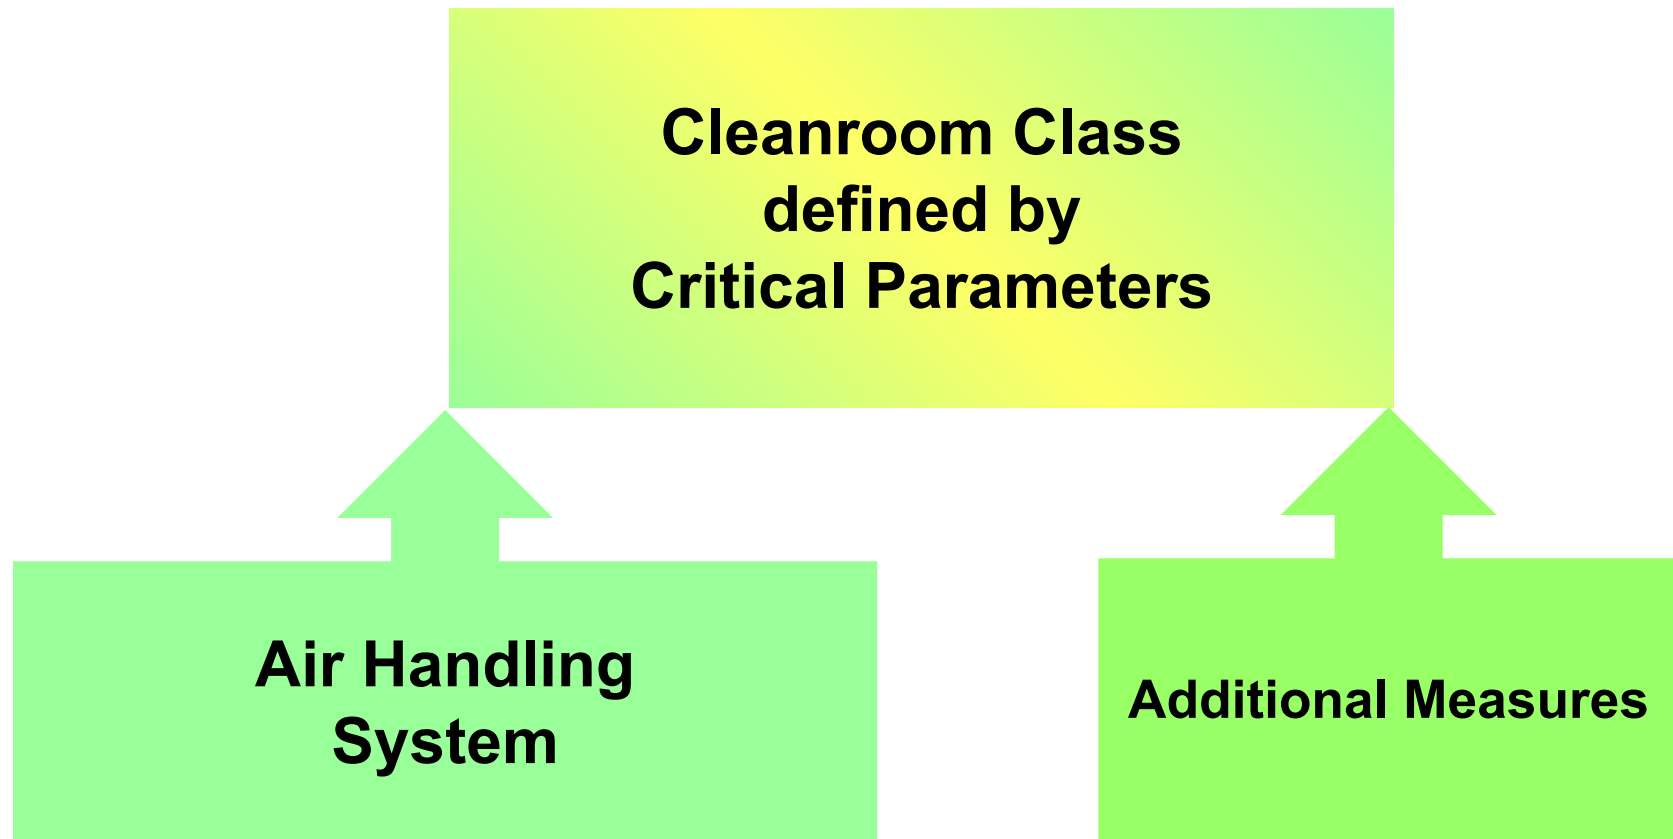 Cleanroom Class
defined by
Critical Parameters
Air Handling
System
Additional Measures